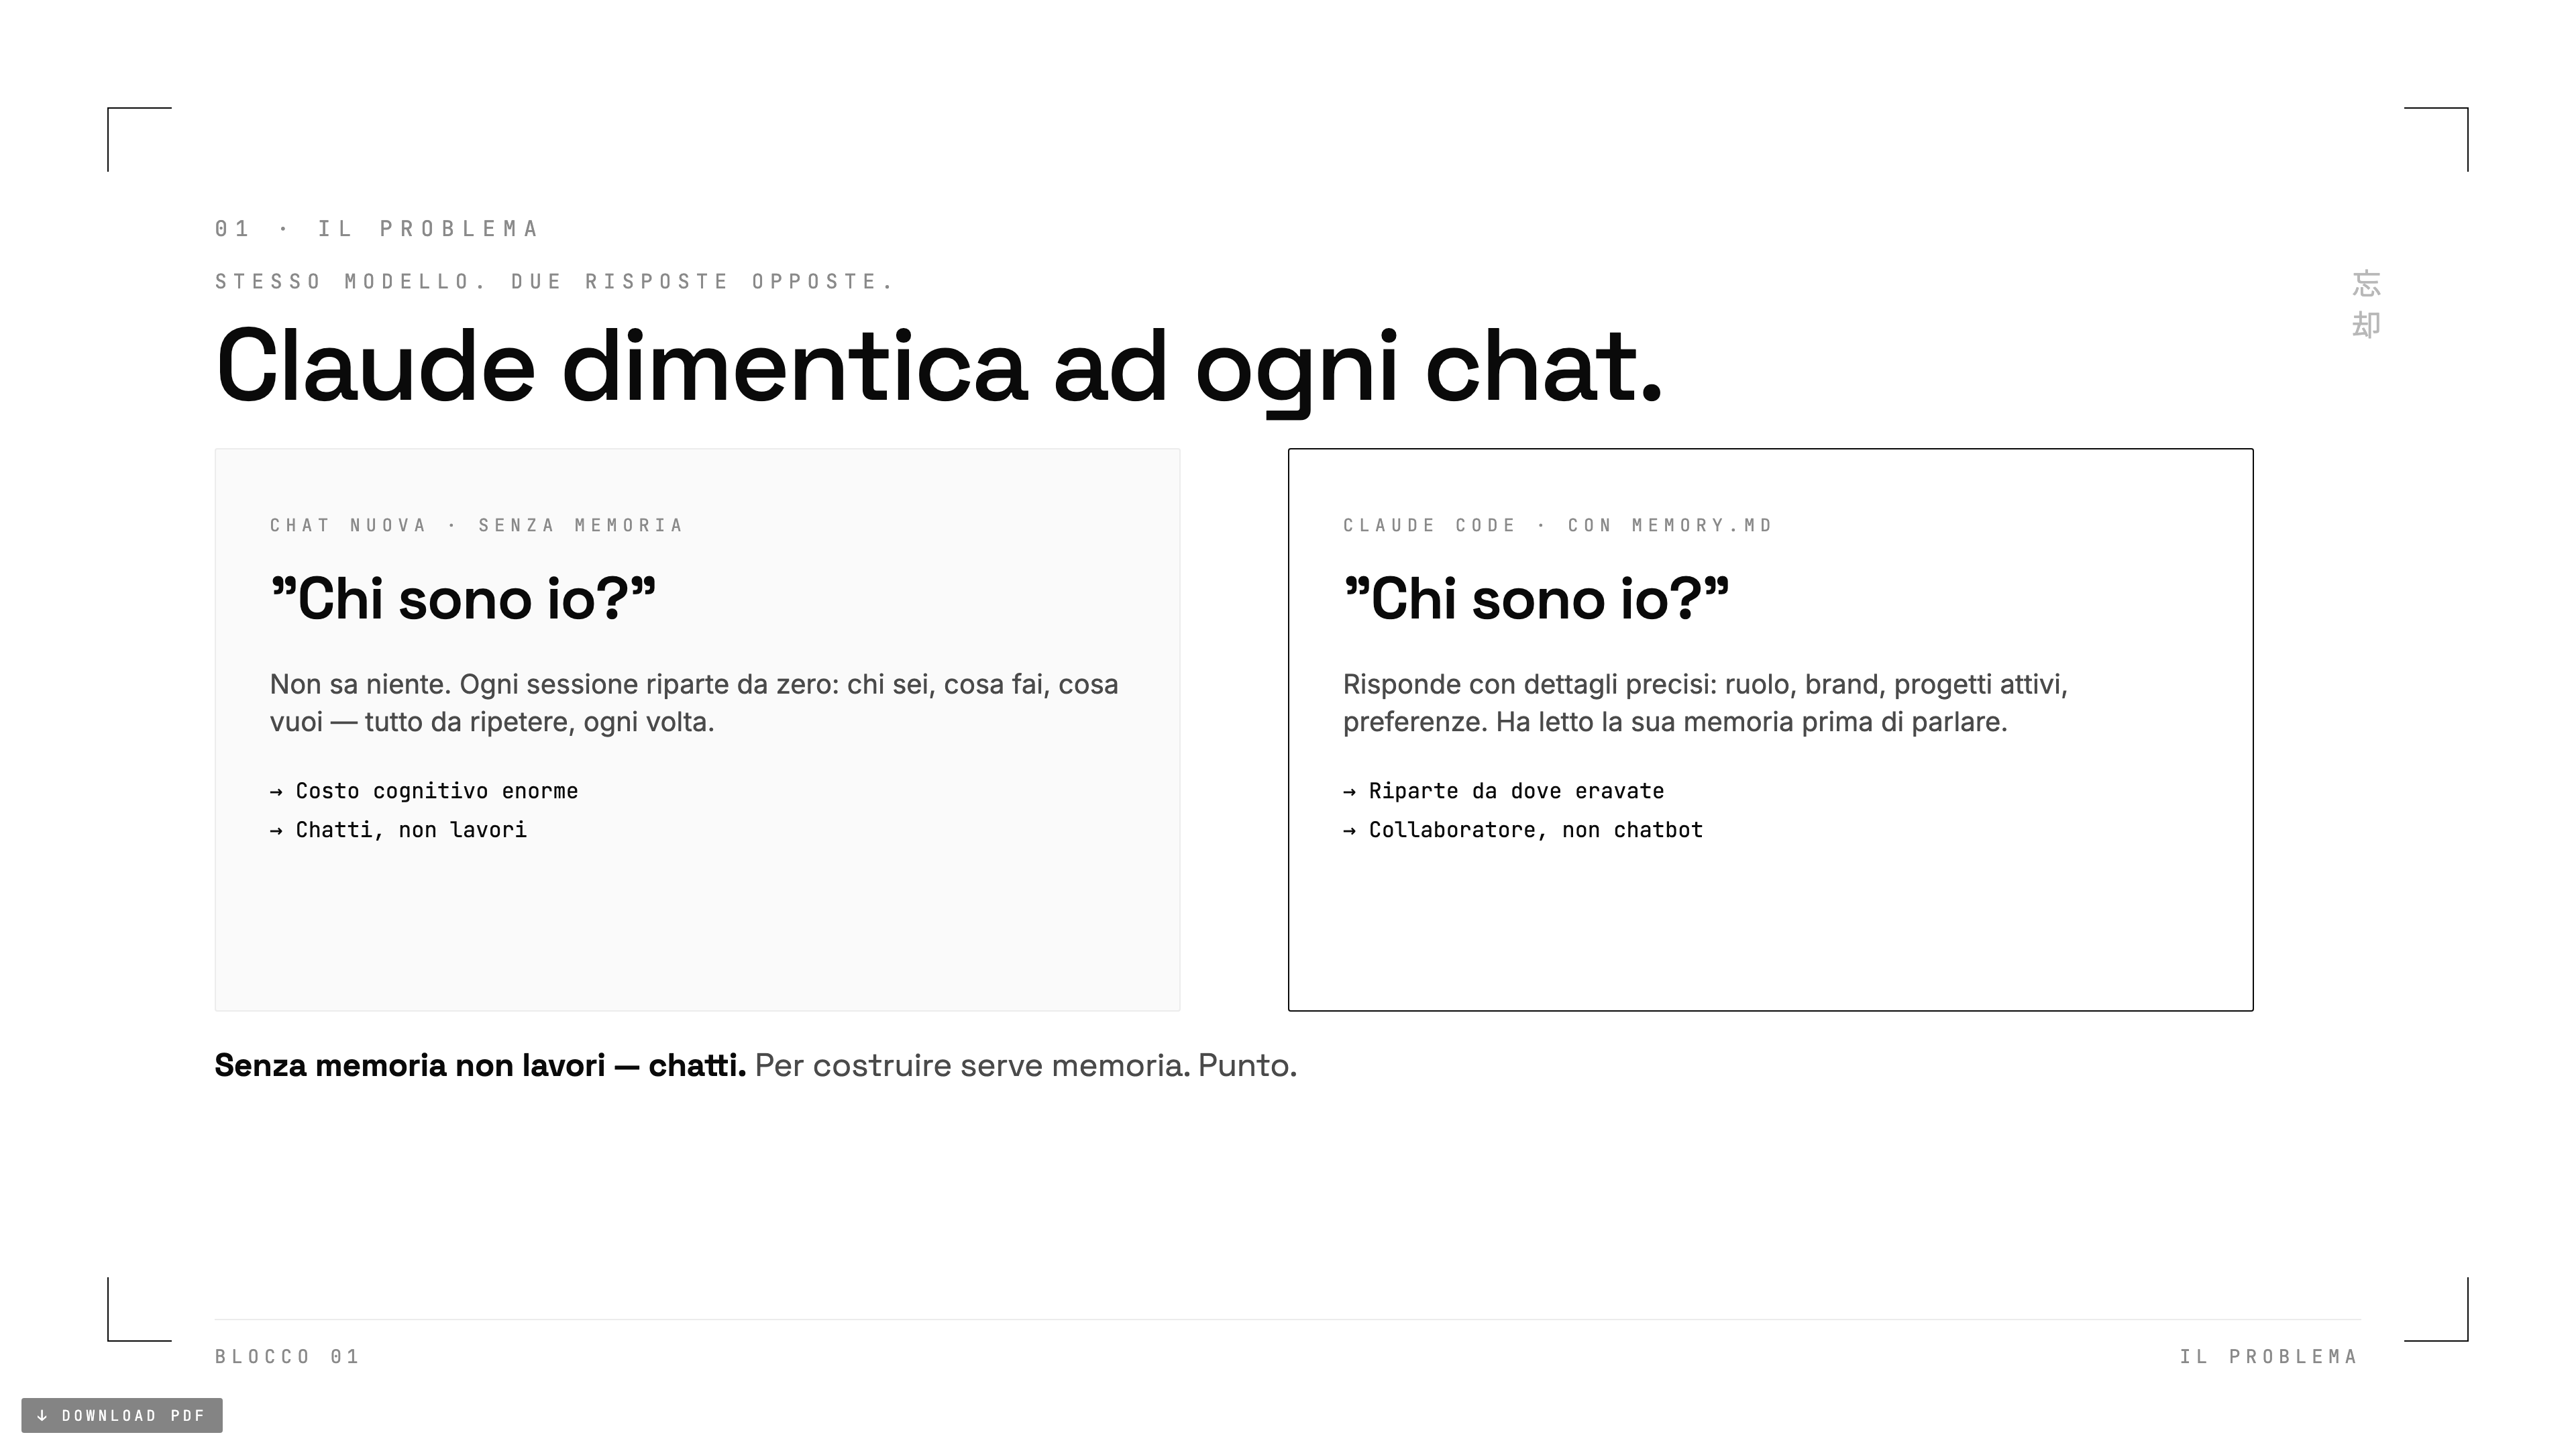 01 · IL PROBLEMA
STESSO MODELLO. DUE RISPOSTE OPPOSTE.
忘却
Claude dimentica ad ogni chat.
CHAT NUOVA · SENZA MEMORIA
”Chi sono io?”
Non sa niente. Ogni sessione riparte da zero: chi sei, cosa fai, cosa
vuoi — tutto da ripetere, ogni volta.
→ Costo cognitivo enorme
→ Chatti, non lavori
CLAUDE CODE · CON MEMORY.MD
”Chi sono io?”
Risponde con dettagli precisi: ruolo, brand, progetti attivi,
preferenze. Ha letto la sua memoria prima di parlare.
→ Riparte da dove eravate
→ Collaboratore, non chatbot
Senza memoria non lavori — chatti. Per costruire serve memoria. Punto.
BLOCCO 01
IL PROBLEMA
↓ DOWNLOAD PDF